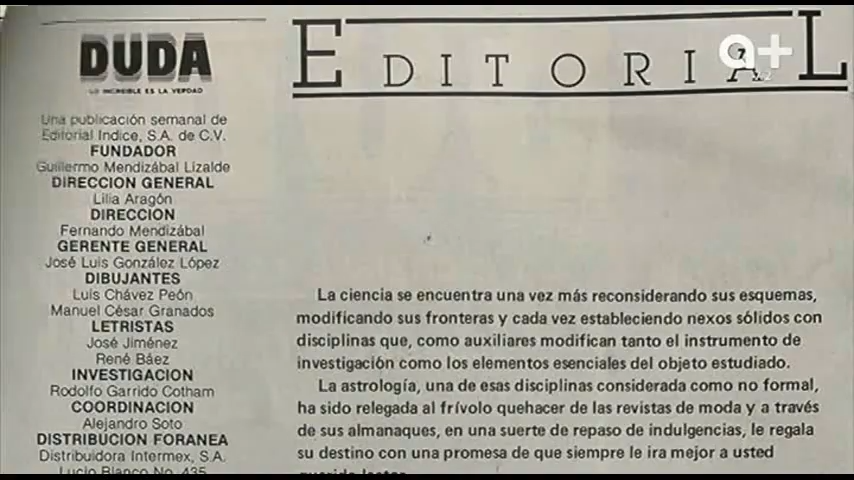 DUDA
LO INCREIBLE ES LA VERDAD
Una publicación semanal de
Editorial Indice, S.A. de C.V.
FUNDADOR
Guillermo Mendizábal Lizalde
DIRECCION GENERAL
Lilia Aragón
DIRECCION
Fernando Mendizábal
GERENTE GENERAL
José Luis González López
DIBUJANTES
Luis Chávez Peón
Manuel César Granados
LETRISTAS
José Jiménez
René Báez
INVESTIGACION
Rodolfo Garrido Cotham
COORDINACION
Alejandro Soto
DISTRIBUCION FORANEA
Distribuidora Intermex, S.A.
Lucio Blanco No. 435
EDITORIAL
a+
La ciencia se encuentra una vez más reconsiderando sus esquemas,
modificando sus fronteras y cada vez estableciendo nexos sólidos con
disciplinas que, como auxiliares modifican tanto el instrumento de
investigación como los elementos esenciales del objeto estudiado.
La astrología, una de esas disciplinas considerada como no formal,
ha sido relegada al frívolo quehacer de las revistas de moda y a través
de sus almanaques, en una suerte de repaso de indulgencias, le regala
su destino con una promesa de que siempre le ira mejor a usted